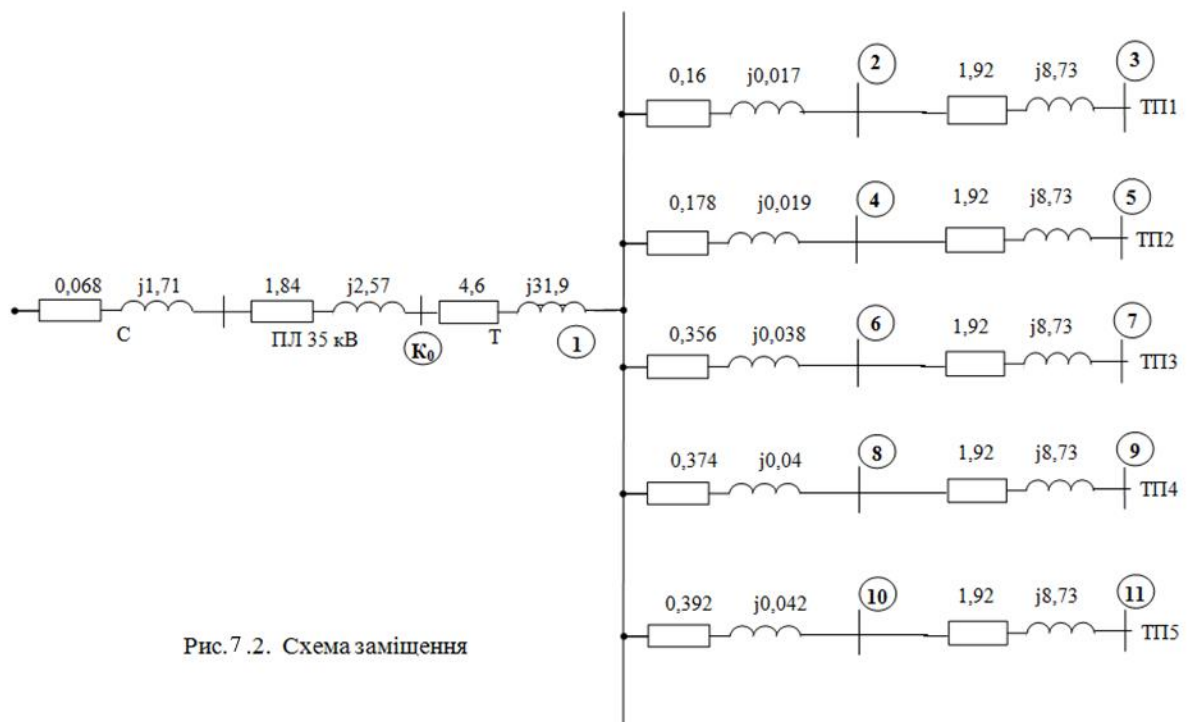 2
3
0,16 j0,017
1,92 j8,73
ТП1
4
5
0,178 j0,019
1,92 j8,73
ТП2
0,068 j1,71
1,84 j2,57
4,6 j31,9
С
ПЛ 35 кВ
К₀
Т
1
6
7
0,356 j0,038
1,92 j8,73
ТП3
8
9
0,374 j0,04
1,92 j8,73
ТП4
10
11
0,392 j0,042
1,92 j8,73
ТП5
Рис.7.2. Схема заміщення